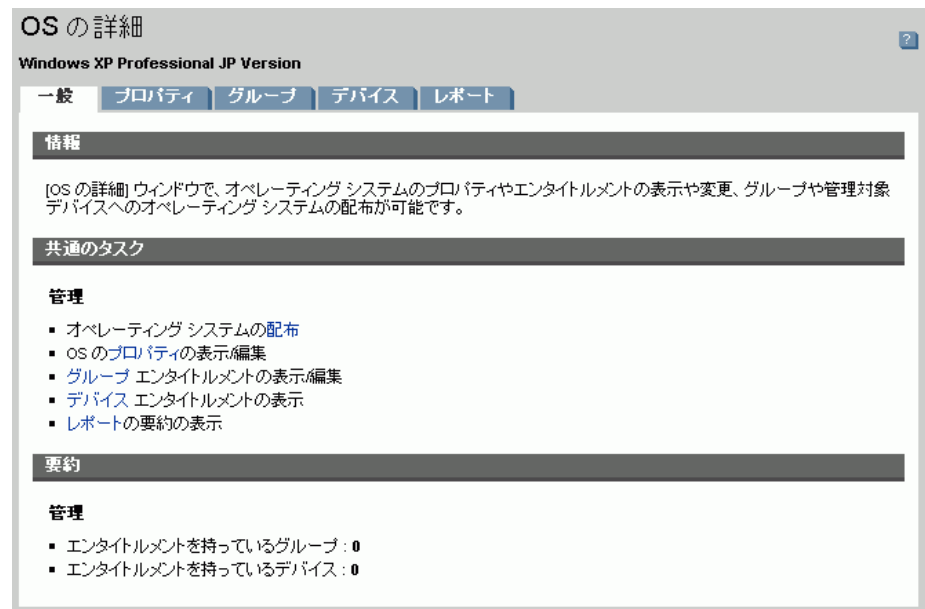 OS の詳細
?
Windows XP Professional JP Version
一般 プロパティ グループ デバイス レポート
情報
[OS の詳細] ウィンドウで、オペレーティング システムのプロパティやエンタイトルメントの表示や変更、グループや管理対象
デバイスへのオペレーティング システムの配布が可能です。
共通のタスク
管理
▪ オペレーティング システムの配布
▪ OS のプロパティの表示/編集
▪ グループ エンタイトルメントの表示/編集
▪ デバイス エンタイトルメントの表示
▪ レポートの要約の表示
要約
管理
▪ エンタイトルメントを持っているグループ : 0
▪ エンタイトルメントを持っているデバイス : 0